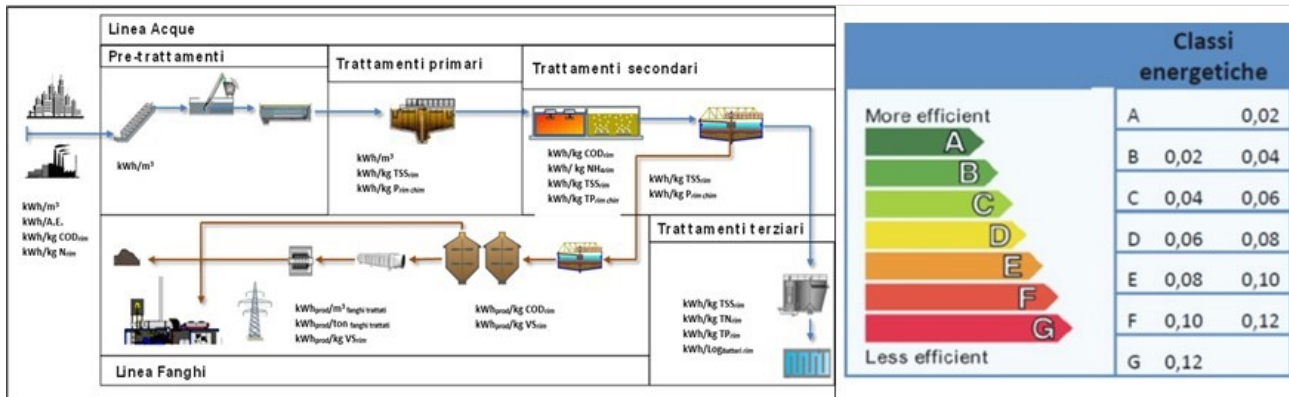 Linea Acque
Pre-trattamenti
Trattamenti primari
Trattamenti secondari
kWh/m³
kWh/m³
kWh/kg TSSrim
kWh/kg Prim chim
kWh/kg CODrim
kWh/ kg NH4rim
kWh/kg TSSrim
kWh/kg TPrim chim
kWh/kg TSSrim
kWh/kg Prim chim
kWh/m³
kWh/A.E.
kWh/kg CODrim
kWh/kg Nrim
Trattamenti terziari
kWh/kg TSSrim
kWh/kg TNrim
kWh/kg TPrim
kWh/Logbatteri rim
kWhprod/m³ fanghi trattati
kWhprod/ton fanghi trattati
kWhprod/kg VSrim
kWhprod/kg CODrim
kWhprod/kg VSrim
Linea Fanghi
Classi
energetiche
More efficient
A
B
C
D
E
F
G
Less efficient
A 0,02
B 0,02 0,04
C 0,04 0,06
D 0,06 0,08
E 0,08 0,10
F 0,10 0,12
G 0,12